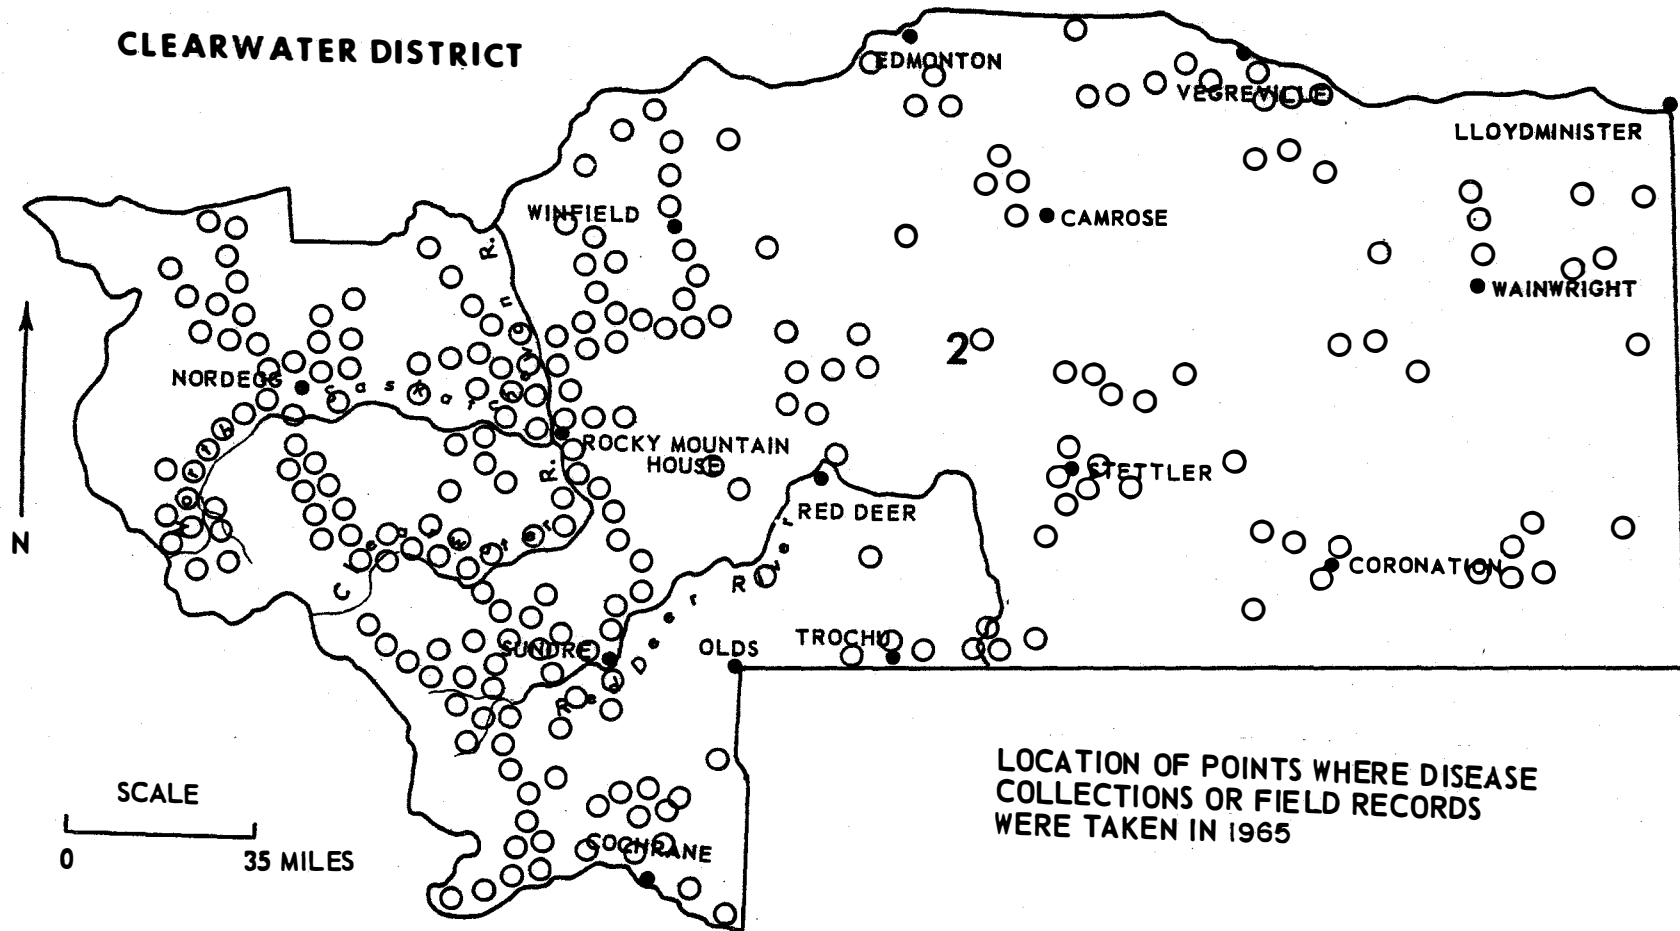 CLEARWATER DISTRICT
EDMONTON
VEGREVILLE
LLOYDMINISTER
WINFIELD
CAMROSE
WAINWRIGHT
2
NORDEGG
North Saskatchewan R.
ROCKY MOUNTAIN
HOUSE
STETTLER
RED DEER
N
Clearwater R.
CORONATION
Red Deer River
SUNDRE
OLDS
TROCHU
LOCATION OF POINTS WHERE DISEASE
COLLECTIONS OR FIELD RECORDS
WERE TAKEN IN 1965
SCALE
0 35 MILES
COCHRANE